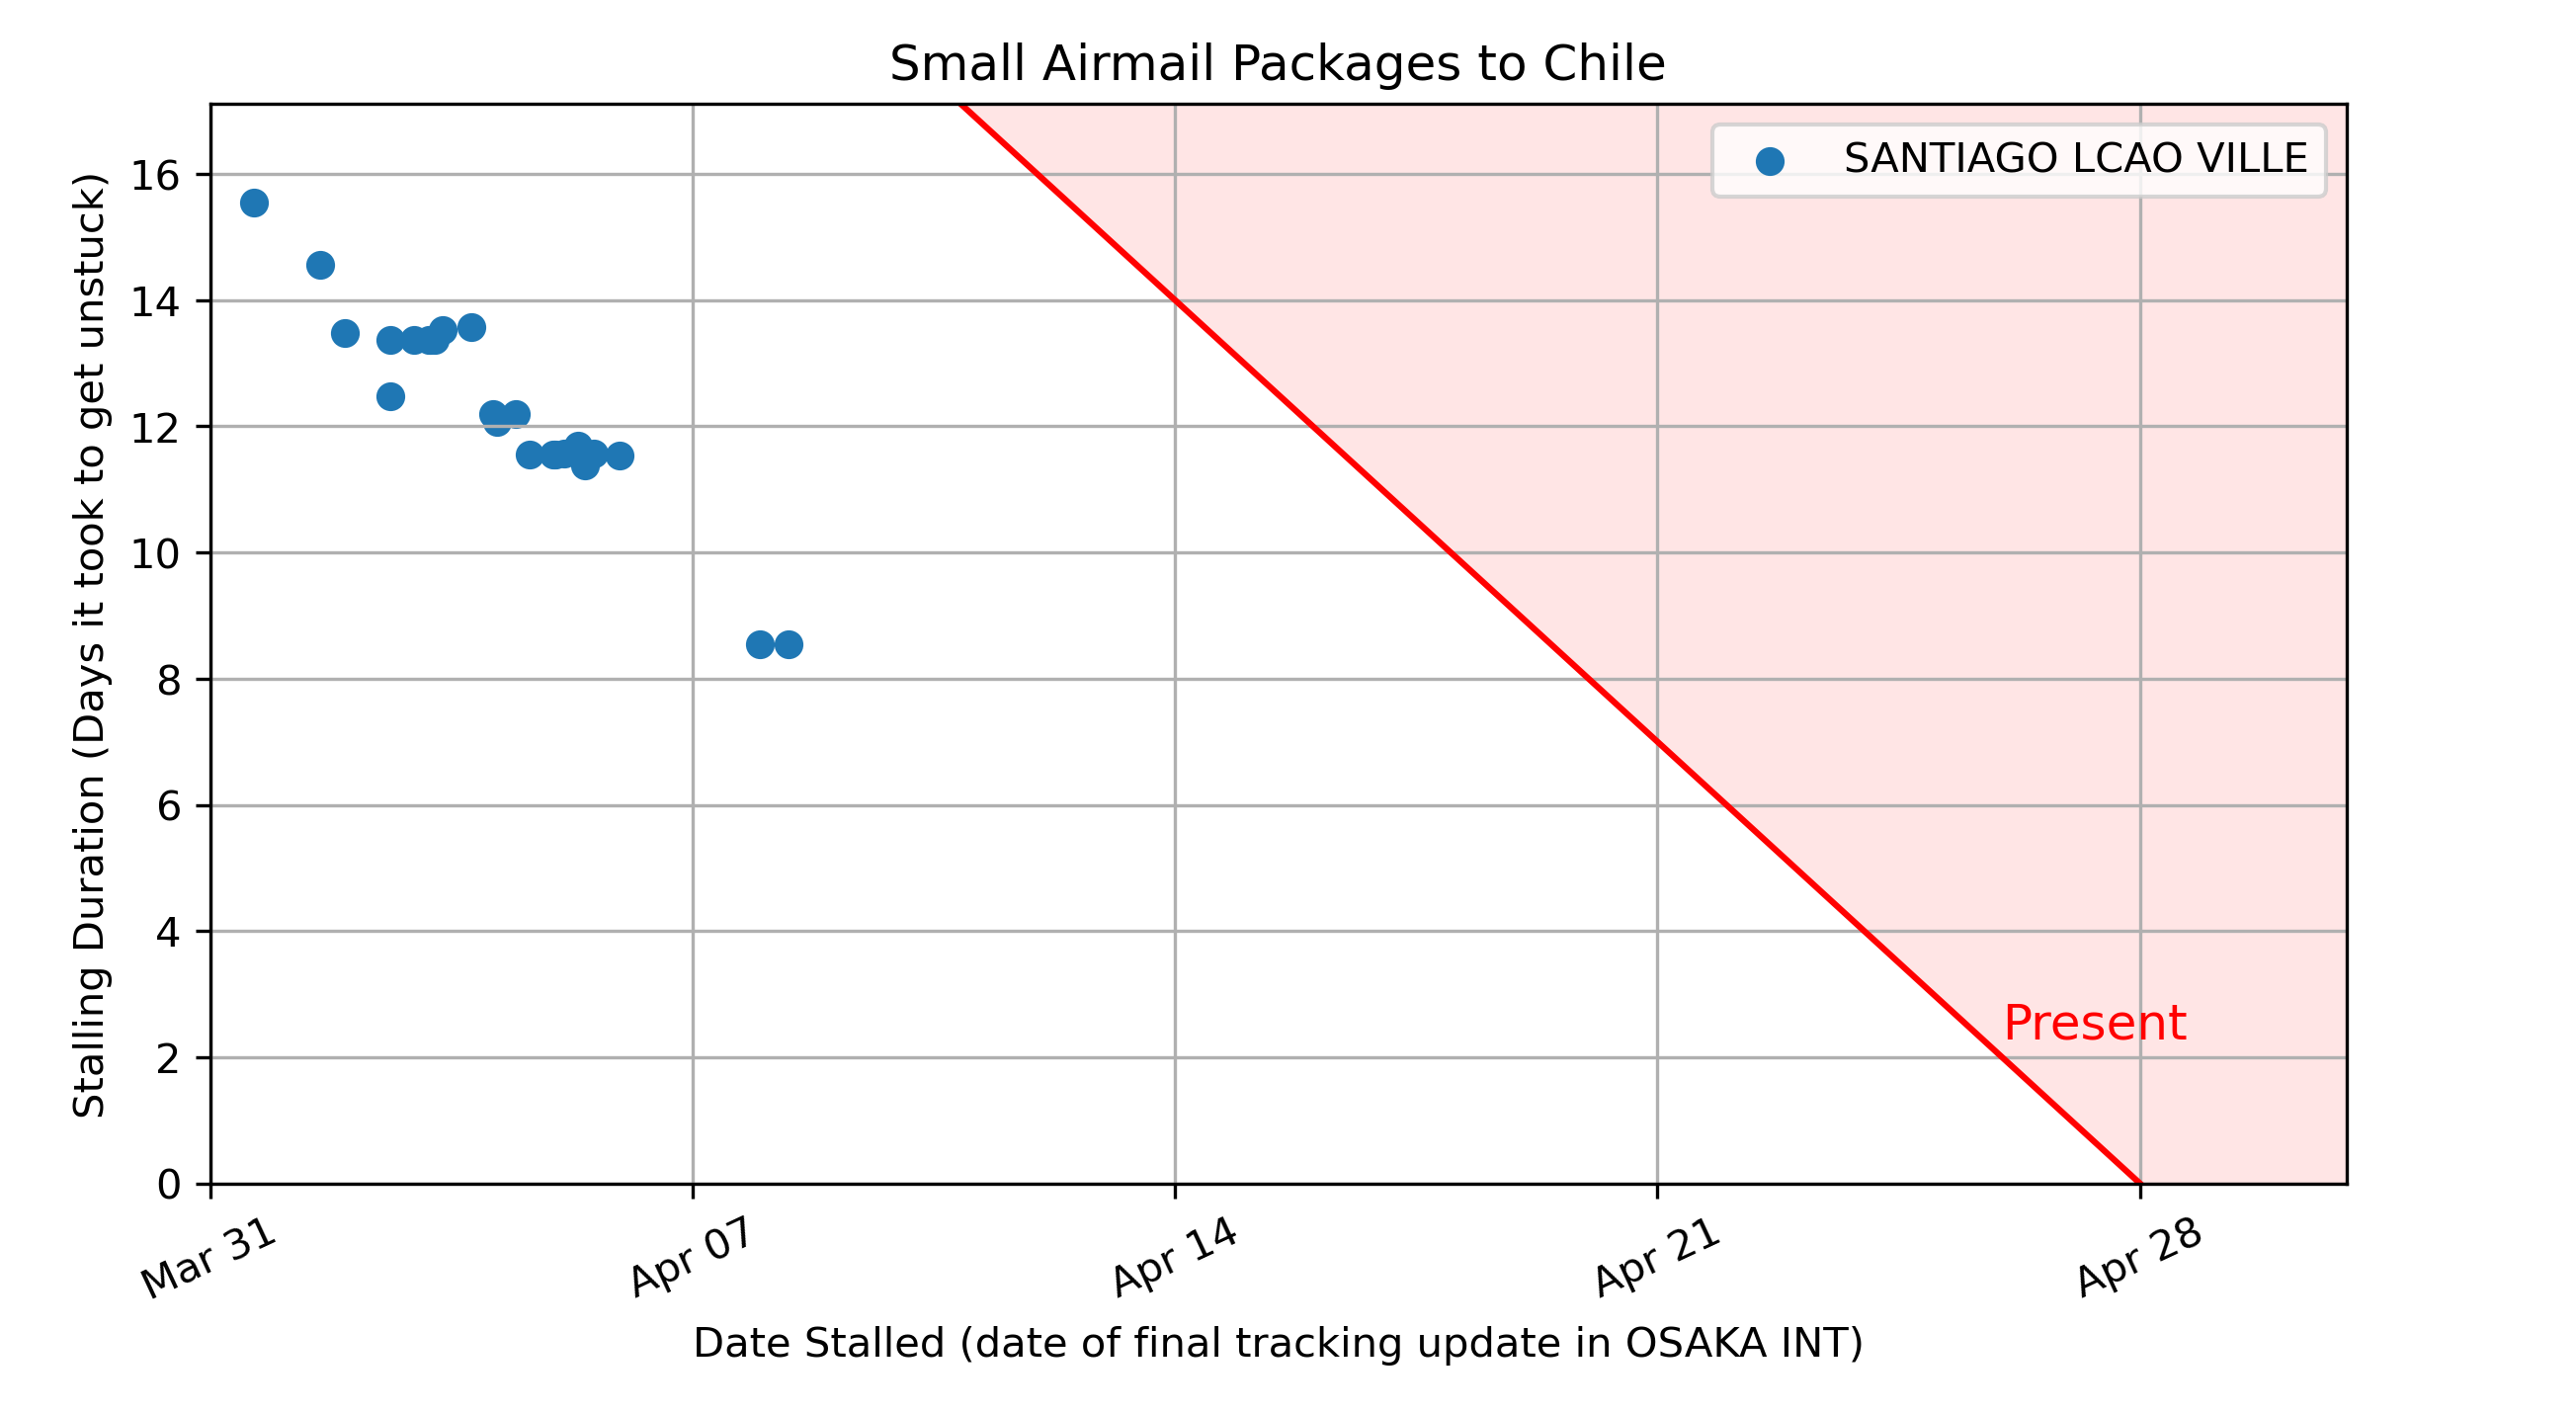 Small Airmail Packages to Chile
SANTIAGO LCAO VILLE
Stalling Duration (Days it took to get unstuck)
16
14
12
10
8
6
4
2
0
Present
Mar 31
Apr 07
Apr 14
Apr 21
Apr 28
Date Stalled (date of final tracking update in OSAKA INT)